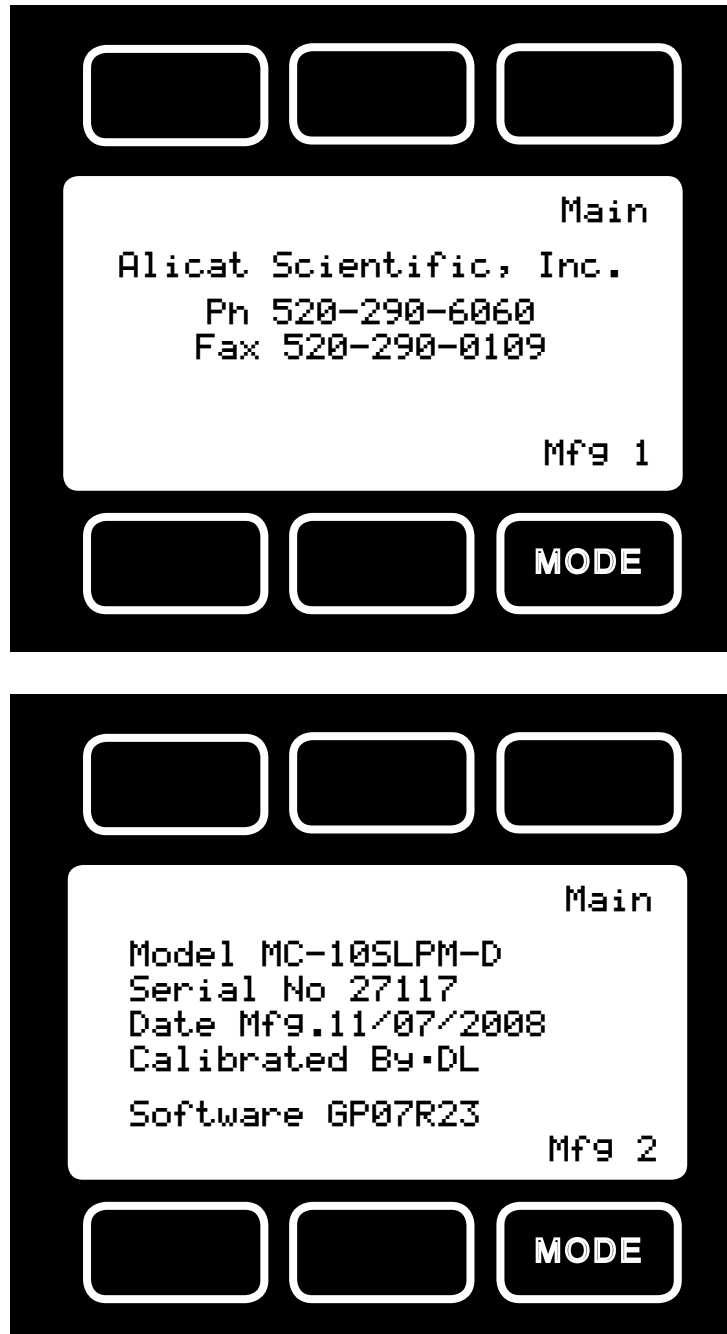 Main
Alicat Scientific, Inc.
Ph 520-290-6060
Fax 520-290-0109
Mfg 1
MODE
Main
Model MC-10SLPM-D
Serial No 27117
Date Mfg.11/07/2008
Calibrated By·DL
Software GP07R23
Mfg 2
MODE